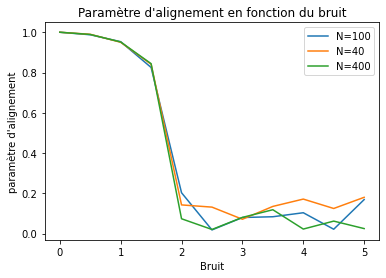 Paramètre d'alignement en fonction du bruit
paramètre d'alignement
1.0
0.8
0.6
0.4
0.2
0.0
N=100
N=40
N=400
0 1 2 3 4 5
Bruit